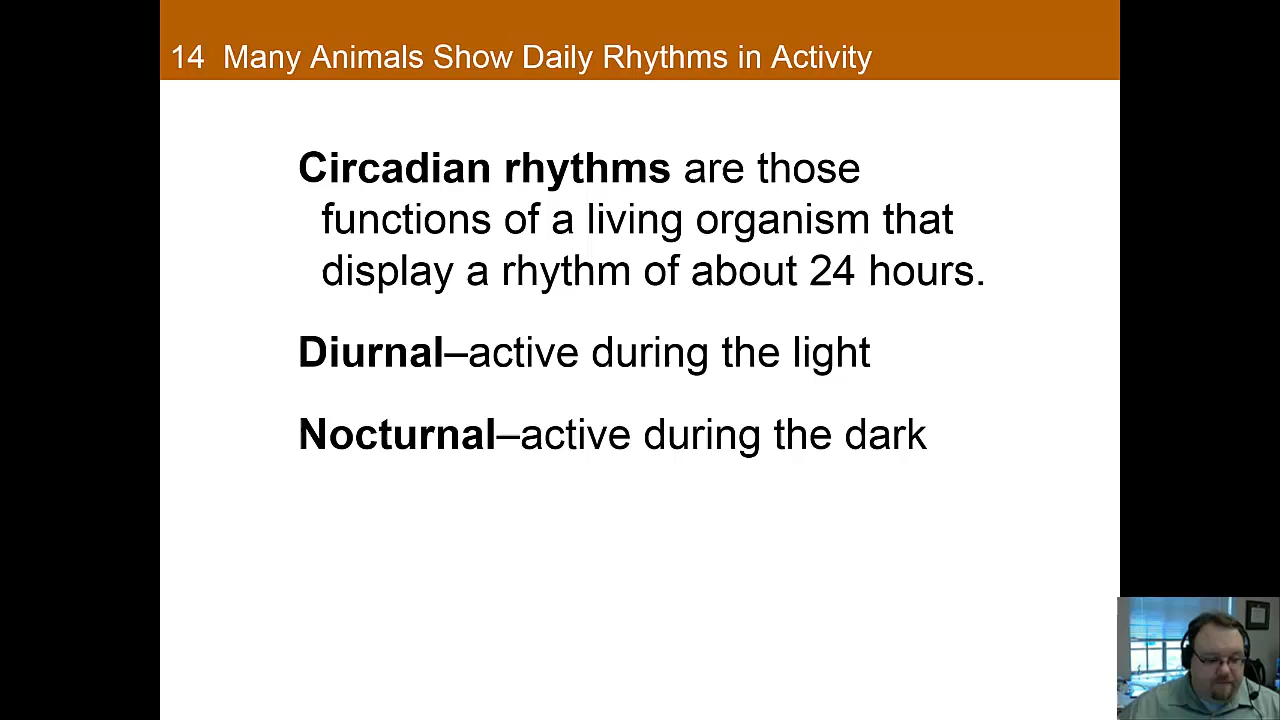 14  Many Animals Show Daily Rhythms in Activity
Circadian rhythms are those
functions of a living organism that
display a rhythm of about 24 hours.
Diurnal–active during the light
Nocturnal–active during the dark